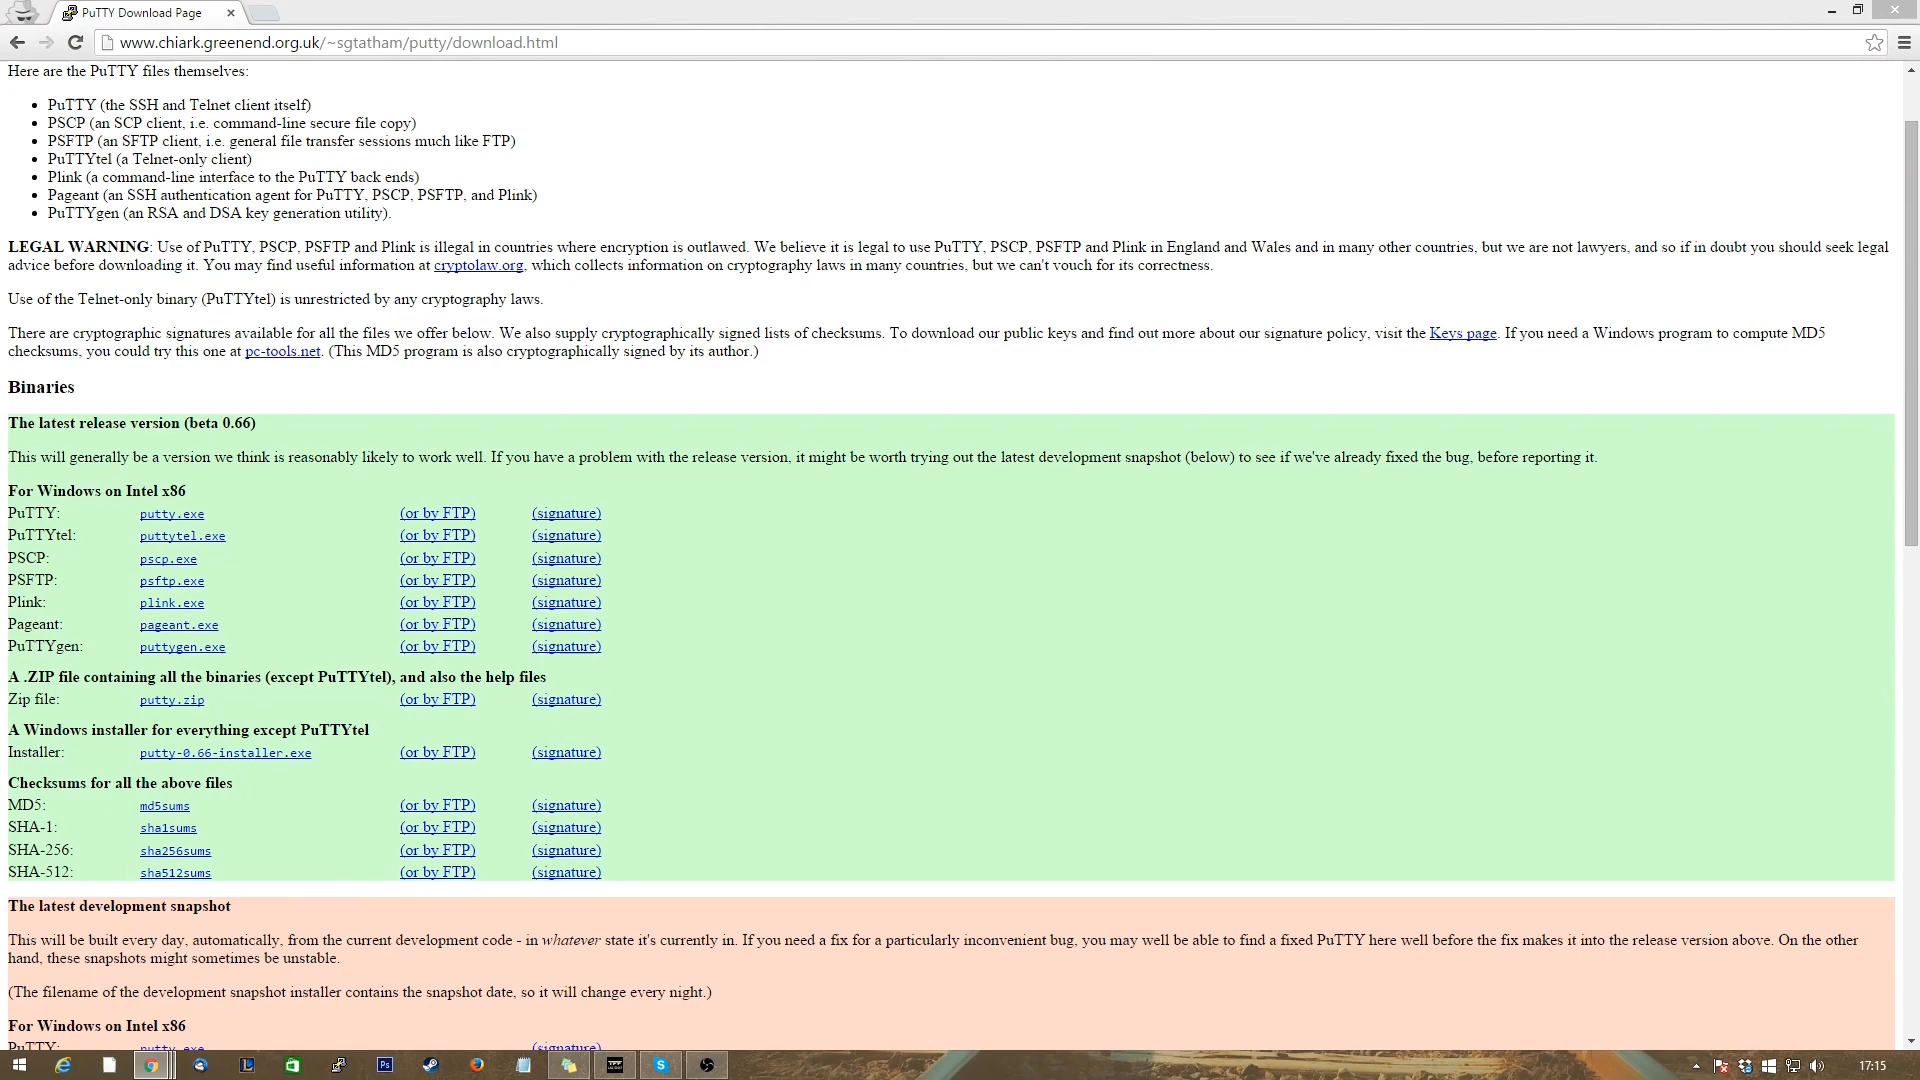 PuTTY Download Page
www.chiark.greenend.org.uk/~sgtatham/putty/download.html
Here are the PuTTY files themselves:
PuTTY (the SSH and Telnet client itself)
PSCP (an SCP client, i.e. command-line secure file copy)
PSFTP (an SFTP client, i.e. general file transfer sessions much like FTP)
PuTTYtel (a Telnet-only client)
Plink (a command-line interface to the PuTTY back ends)
Pageant (an SSH authentication agent for PuTTY, PSCP, PSFTP, and Plink)
PuTTYgen (an RSA and DSA key generation utility).
LEGAL WARNING: Use of PuTTY, PSCP, PSFTP and Plink is illegal in countries where encryption is outlawed. We believe it is legal to use PuTTY, PSCP, PSFTP and Plink in England and Wales and in many other countries, but we are not lawyers, and so if in doubt you should seek legal
advice before downloading it. You may find useful information at cryptolaw.org, which collects information on cryptography laws in many countries, but we can't vouch for its correctness.
Use of the Telnet-only binary (PuTTYtel) is unrestricted by any cryptography laws.
There are cryptographic signatures available for all the files we offer below. We also supply cryptographically signed lists of checksums. To download our public keys and find out more about our signature policy, visit the Keys page. If you need a Windows program to compute MD5
checksums, you could try this one at pc-tools.net. (This MD5 program is also cryptographically signed by its author.)
Binaries
The latest release version (beta 0.66)
This will generally be a version we think is reasonably likely to work well. If you have a problem with the release version, it might be worth trying out the latest development snapshot (below) to see if we've already fixed the bug, before reporting it.
For Windows on Intel x86
PuTTY: putty.exe (or by FTP) (signature)
PuTTYtel: puttytel.exe (or by FTP) (signature)
PSCP: pscp.exe (or by FTP) (signature)
PSFTP: psftp.exe (or by FTP) (signature)
Plink: plink.exe (or by FTP) (signature)
Pageant: pageant.exe (or by FTP) (signature)
PuTTYgen: puttygen.exe (or by FTP) (signature)
A .ZIP file containing all the binaries (except PuTTYtel), and also the help files
Zip file: putty.zip (or by FTP) (signature)
A Windows installer for everything except PuTTYtel
Installer: putty-0.66-installer.exe (or by FTP) (signature)
Checksums for all the above files
MD5: md5sums (or by FTP) (signature)
SHA-1: sha1sums (or by FTP) (signature)
SHA-256: sha256sums (or by FTP) (signature)
SHA-512: sha512sums (or by FTP) (signature)
The latest development snapshot
This will be built every day, automatically, from the current development code - in whatever state it's currently in. If you need a fix for a particularly inconvenient bug, you may well be able to find a fixed PuTTY here well before the fix makes it into the release version above. On the other
hand, these snapshots might sometimes be unstable.
(The filename of the development snapshot installer contains the snapshot date, so it will change every night.)
For Windows on Intel x86
PuTTY: putty.exe (signature)
Ps
17:15